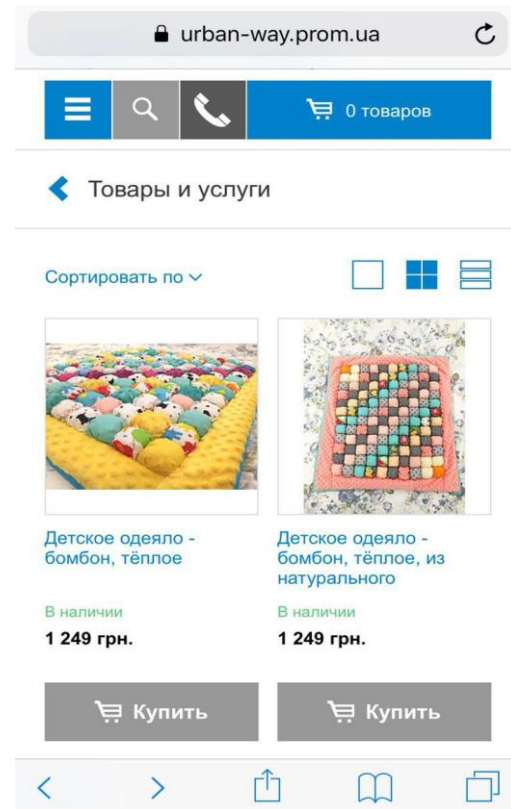 urban-way.prom.ua
0 товаров
Товары и услуги
Сортировать по
Детское одеяло -
бомбон, тёплое
В наличии
1 249 грн.
Купить
Детское одеяло -
бомбон, тёплое, из
натурального
В наличии
1 249 грн.
Купить